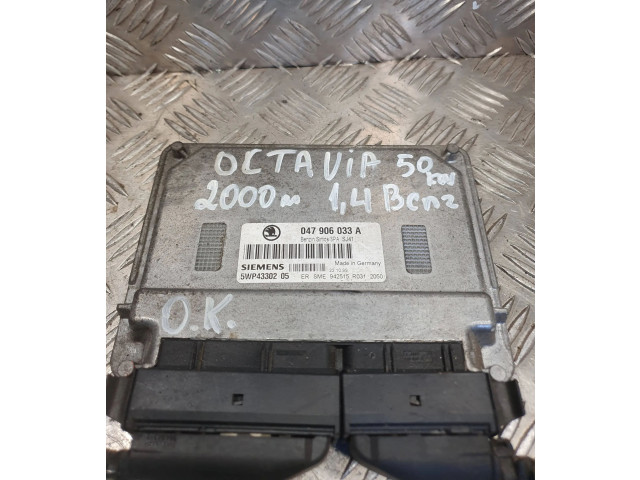 OCTAVIA 50 kW
2000 m 1,4 Benz
047 906 033 A
SIEMENS
Made in Germany
5WP43302 05
O.K.